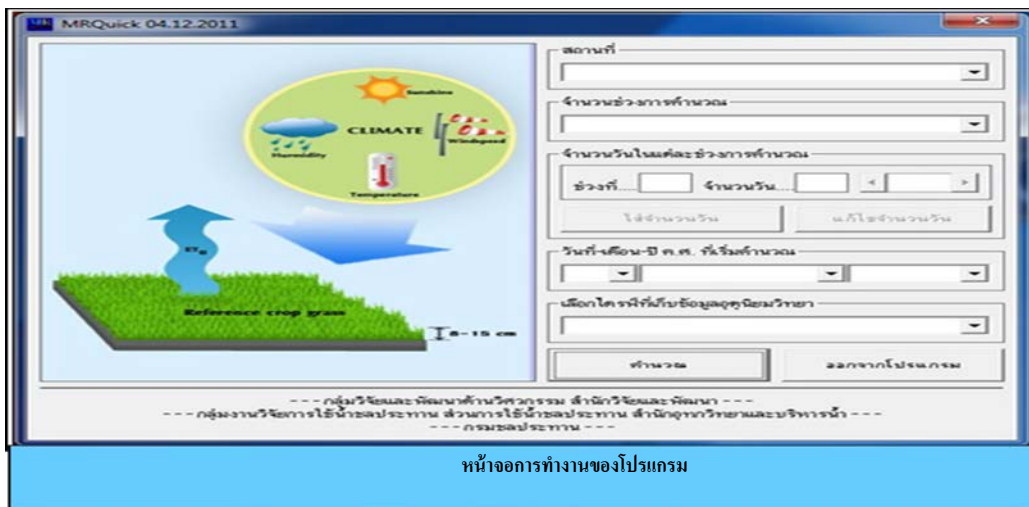 MRQuick 04.12.2011
Sunshine
CLIMATE
Humidity
Windspeed
Temperature
ET0
Reference crop grass
8-15 cm
สถานที่
จำนวนช่วงการคำนวณ
จำนวนวันในแต่ละช่วงการคำนวณ
ช่วงที่.... จำนวนวัน....
ใส่จำนวนวัน แก้ไขจำนวนวัน
วันที่-เดือน-ปี ค.ศ. ที่เริ่มคำนวณ
เลือกไดรฟ์ที่เก็บข้อมูลอุตุนิยมวิทยา
คำนวณ ออกจากโปรแกรม
---กลุ่มวิจัยและพัฒนาด้านวิศวกรรม สำนักวิจัยและพัฒนา---
---กลุ่มงานวิจัยการใช้น้ำชลประทาน ส่วนการใช้น้ำชลประทาน สำนักอุทกวิทยาและบริหารน้ำ---
---กรมชลประทาน---
หน้าจอการทำงานของโปรแกรม